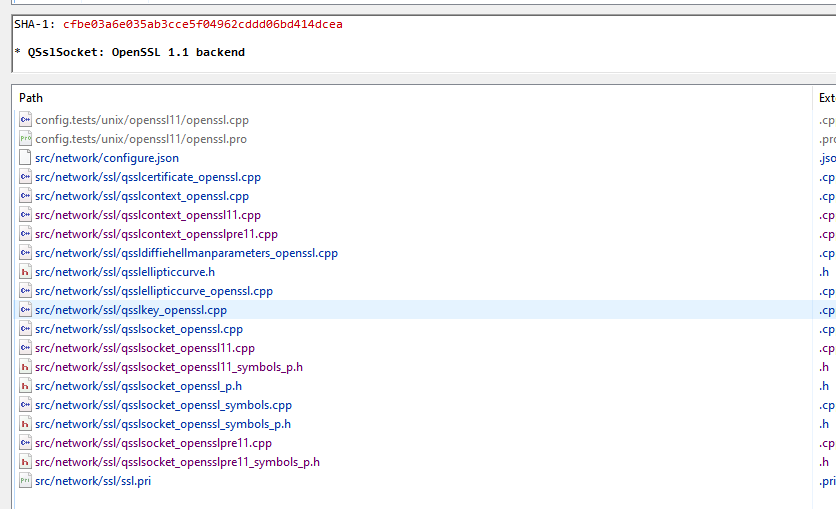 SHA-1: cfbe03a6e035ab3cce5f04962cddd06bd414dcea
* QSslSocket: OpenSSL 1.1 backend
Path Ext
config.tests/unix/openssl11/openssl.cpp .cp
config.tests/unix/openssl11/openssl.pro .pro
src/network/configure.json .jso
src/network/ssl/qsslcertificate_openssl.cpp .cp
src/network/ssl/qsslcontext_openssl.cpp .cp
src/network/ssl/qsslcontext_openssl11.cpp .cp
src/network/ssl/qsslcontext_opensslpre11.cpp .cp
src/network/ssl/qssldiffiehellmanparameters_openssl.cpp .cp
src/network/ssl/qsslellipticcurve.h .h
src/network/ssl/qsslellipticcurve_openssl.cpp .cp
src/network/ssl/qsslkey_openssl.cpp .cp
src/network/ssl/qsslsocket_openssl.cpp .cp
src/network/ssl/qsslsocket_openssl11.cpp .cp
src/network/ssl/qsslsocket_openssl11_symbols_p.h .h
src/network/ssl/qsslsocket_openssl_p.h .h
src/network/ssl/qsslsocket_openssl_symbols.cpp .cp
src/network/ssl/qsslsocket_openssl_symbols_p.h .h
src/network/ssl/qsslsocket_opensslpre11.cpp .cp
src/network/ssl/qsslsocket_opensslpre11_symbols_p.h .h
src/network/ssl/ssl.pri .pri